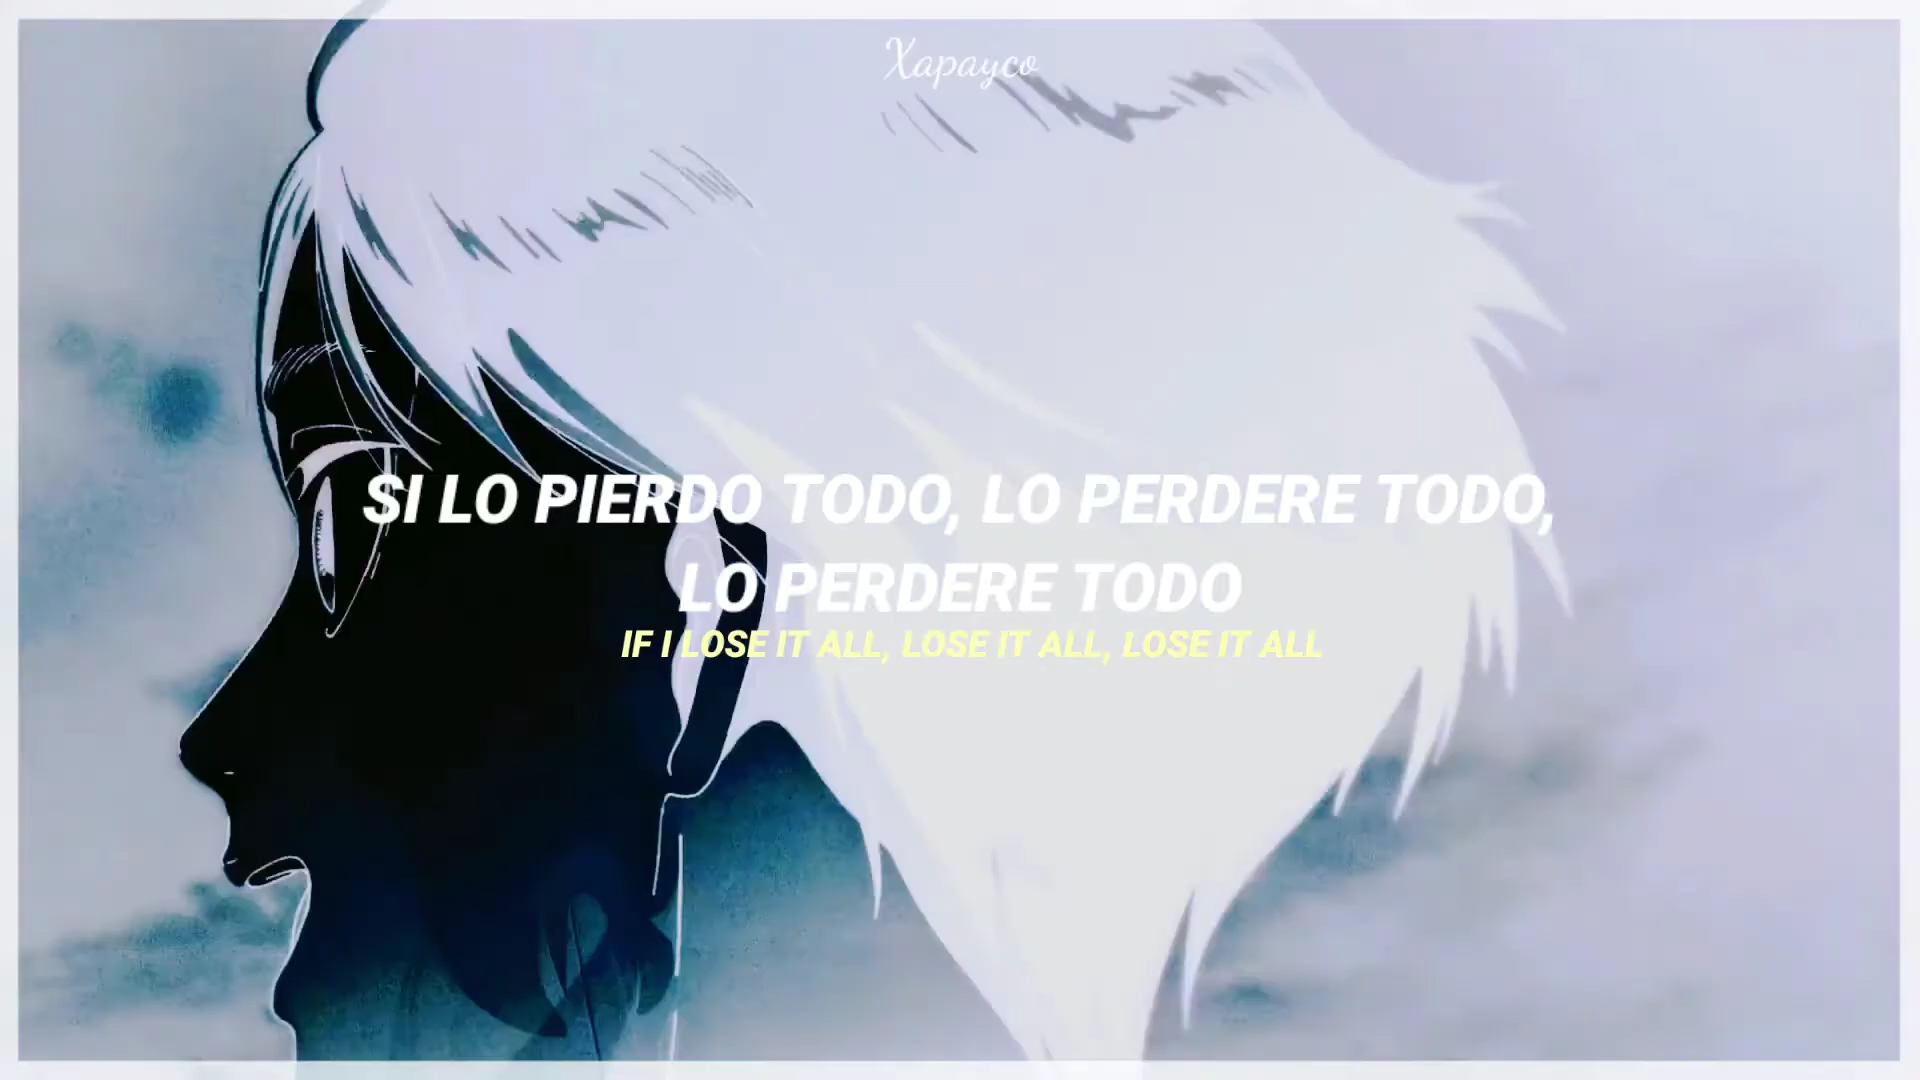 Xapayco
SI LO PIERDO TODO, LO PERDERE TODO,
LO PERDERE TODO
IF I LOSE IT ALL, LOSE IT ALL, LOSE IT ALL